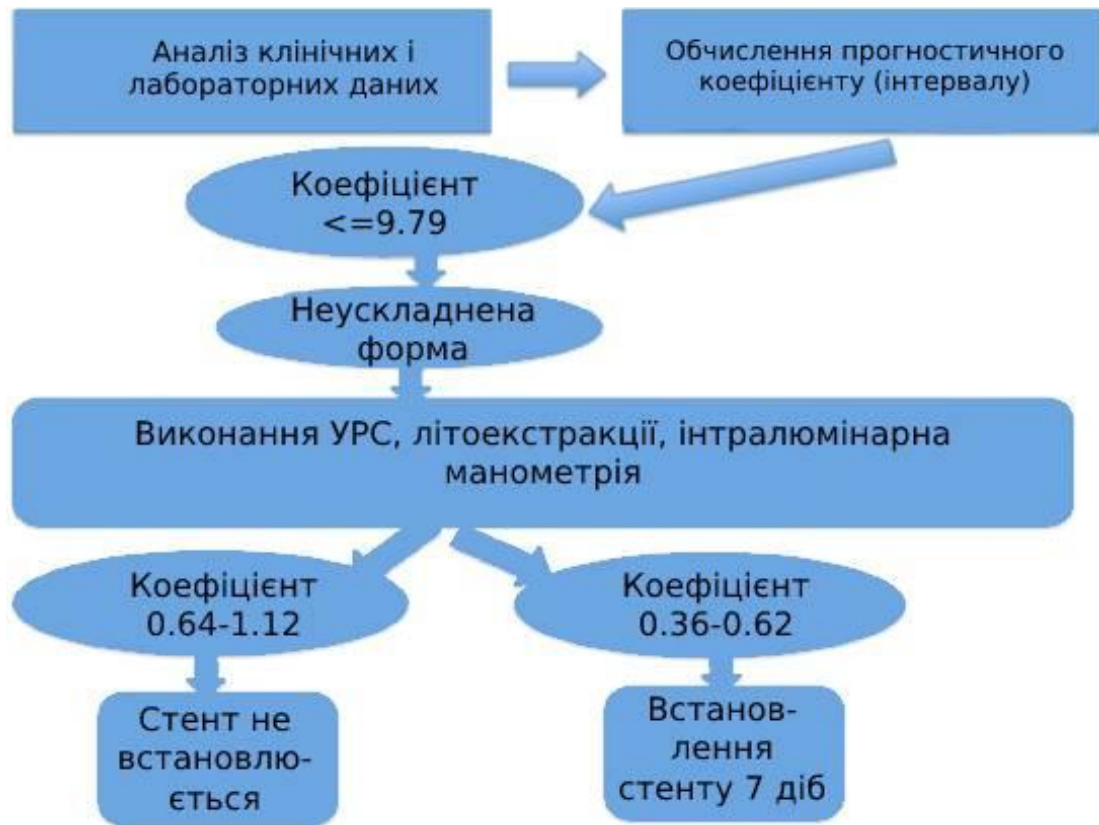 Аналіз клінічних і
лабораторних даних
Обчислення прогностичного
коефіцієнту (інтервалу)
Коефіцієнт
<=9.79
Неускладнена
форма
Виконання УРС, літоекстракції, інтралюмінарна
манометрія
Коефіцієнт
0.64-1.12
Коефіцієнт
0.36-0.62
Стент не
встановлю-
ється
Встанов-
лення
стенту 7 діб